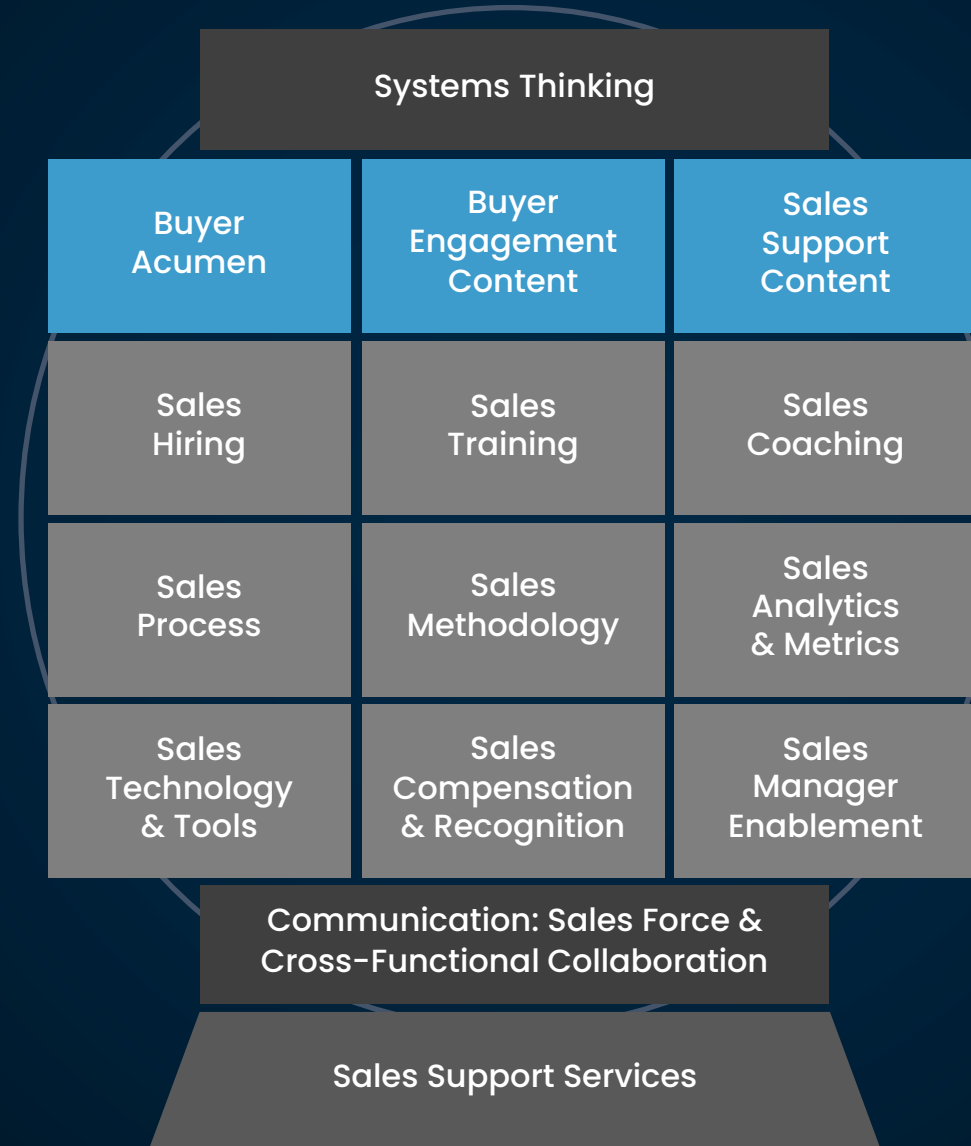 Systems Thinking
Buyer
Acumen
Buyer
Engagement
Content
Sales
Support
Content
Sales
Hiring
Sales
Training
Sales
Coaching
Sales
Process
Sales
Methodology
Sales
Analytics
& Metrics
Sales
Technology
& Tools
Sales
Compensation
& Recognition
Sales
Manager
Enablement
Communication: Sales Force &
Cross-Functional Collaboration
Sales Support Services